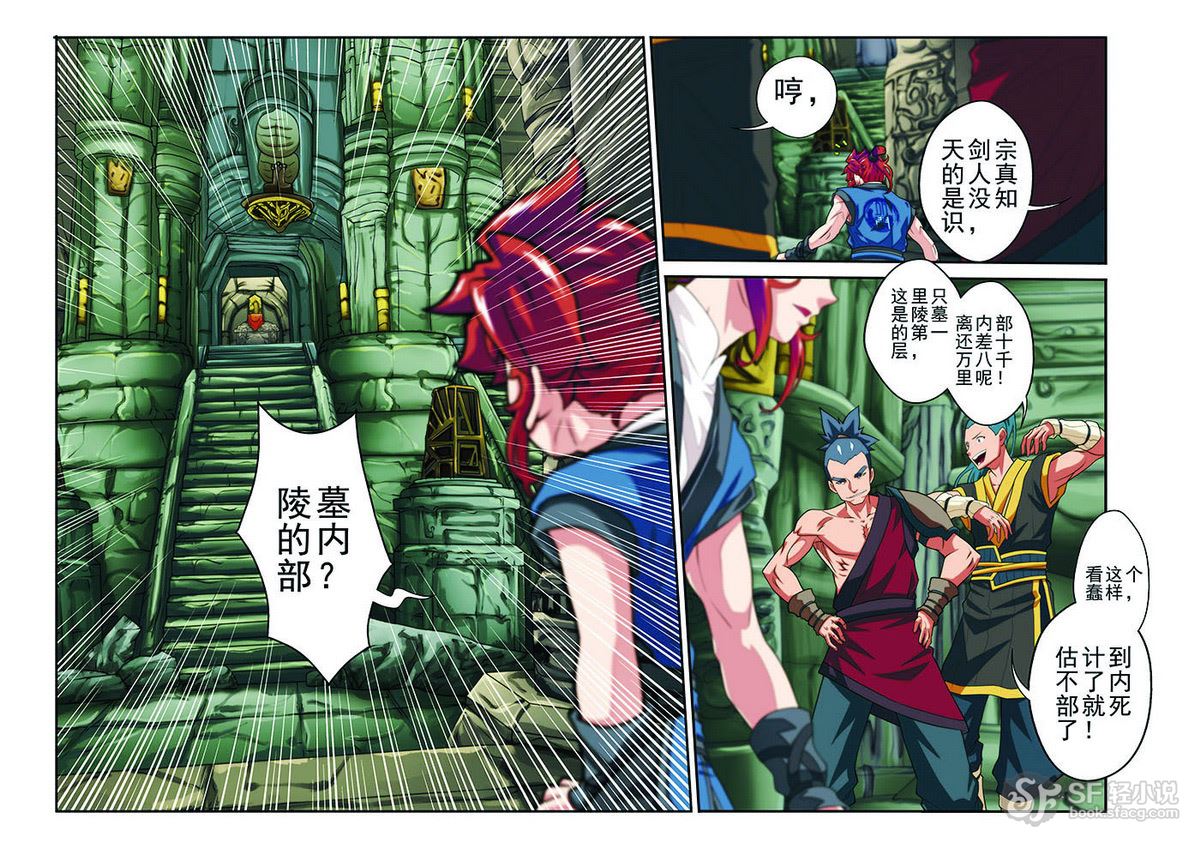 陵墓
的内
部?
哼,
天剑宗
的人真
是没知
识,
这里只
是陵墓
的第一
层,
离内部
还差十
万八千
里呢!
看这个
蠢样,
估计到
不了内
部就死
了!
SF轻小说
book.sfacg.com